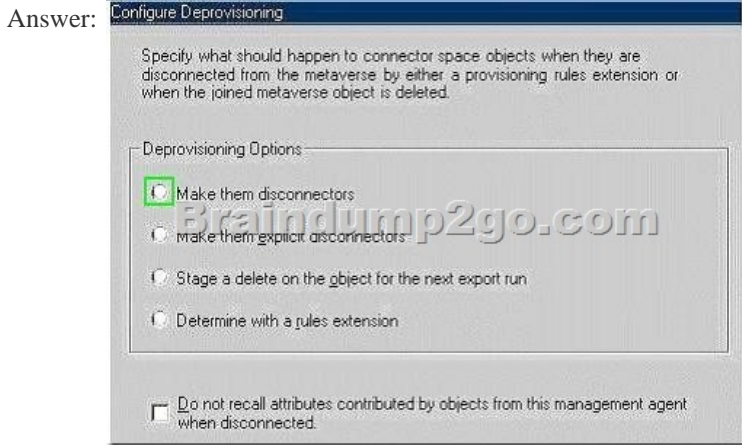 Answer:
Configure Deprovisioning
Specify what should happen to connector space objects when they are
disconnected from the metaverse by either a provisioning rules extension or
when the joined metaverse object is deleted.
Deprovisioning Options
Make them disconnectors
Braindump2go.com
Make them explicit disconnectors
Stage a delete on the object for the next export run
Determine with a rules extension
Do not recall attributes contributed by objects from this management agent
when disconnected.